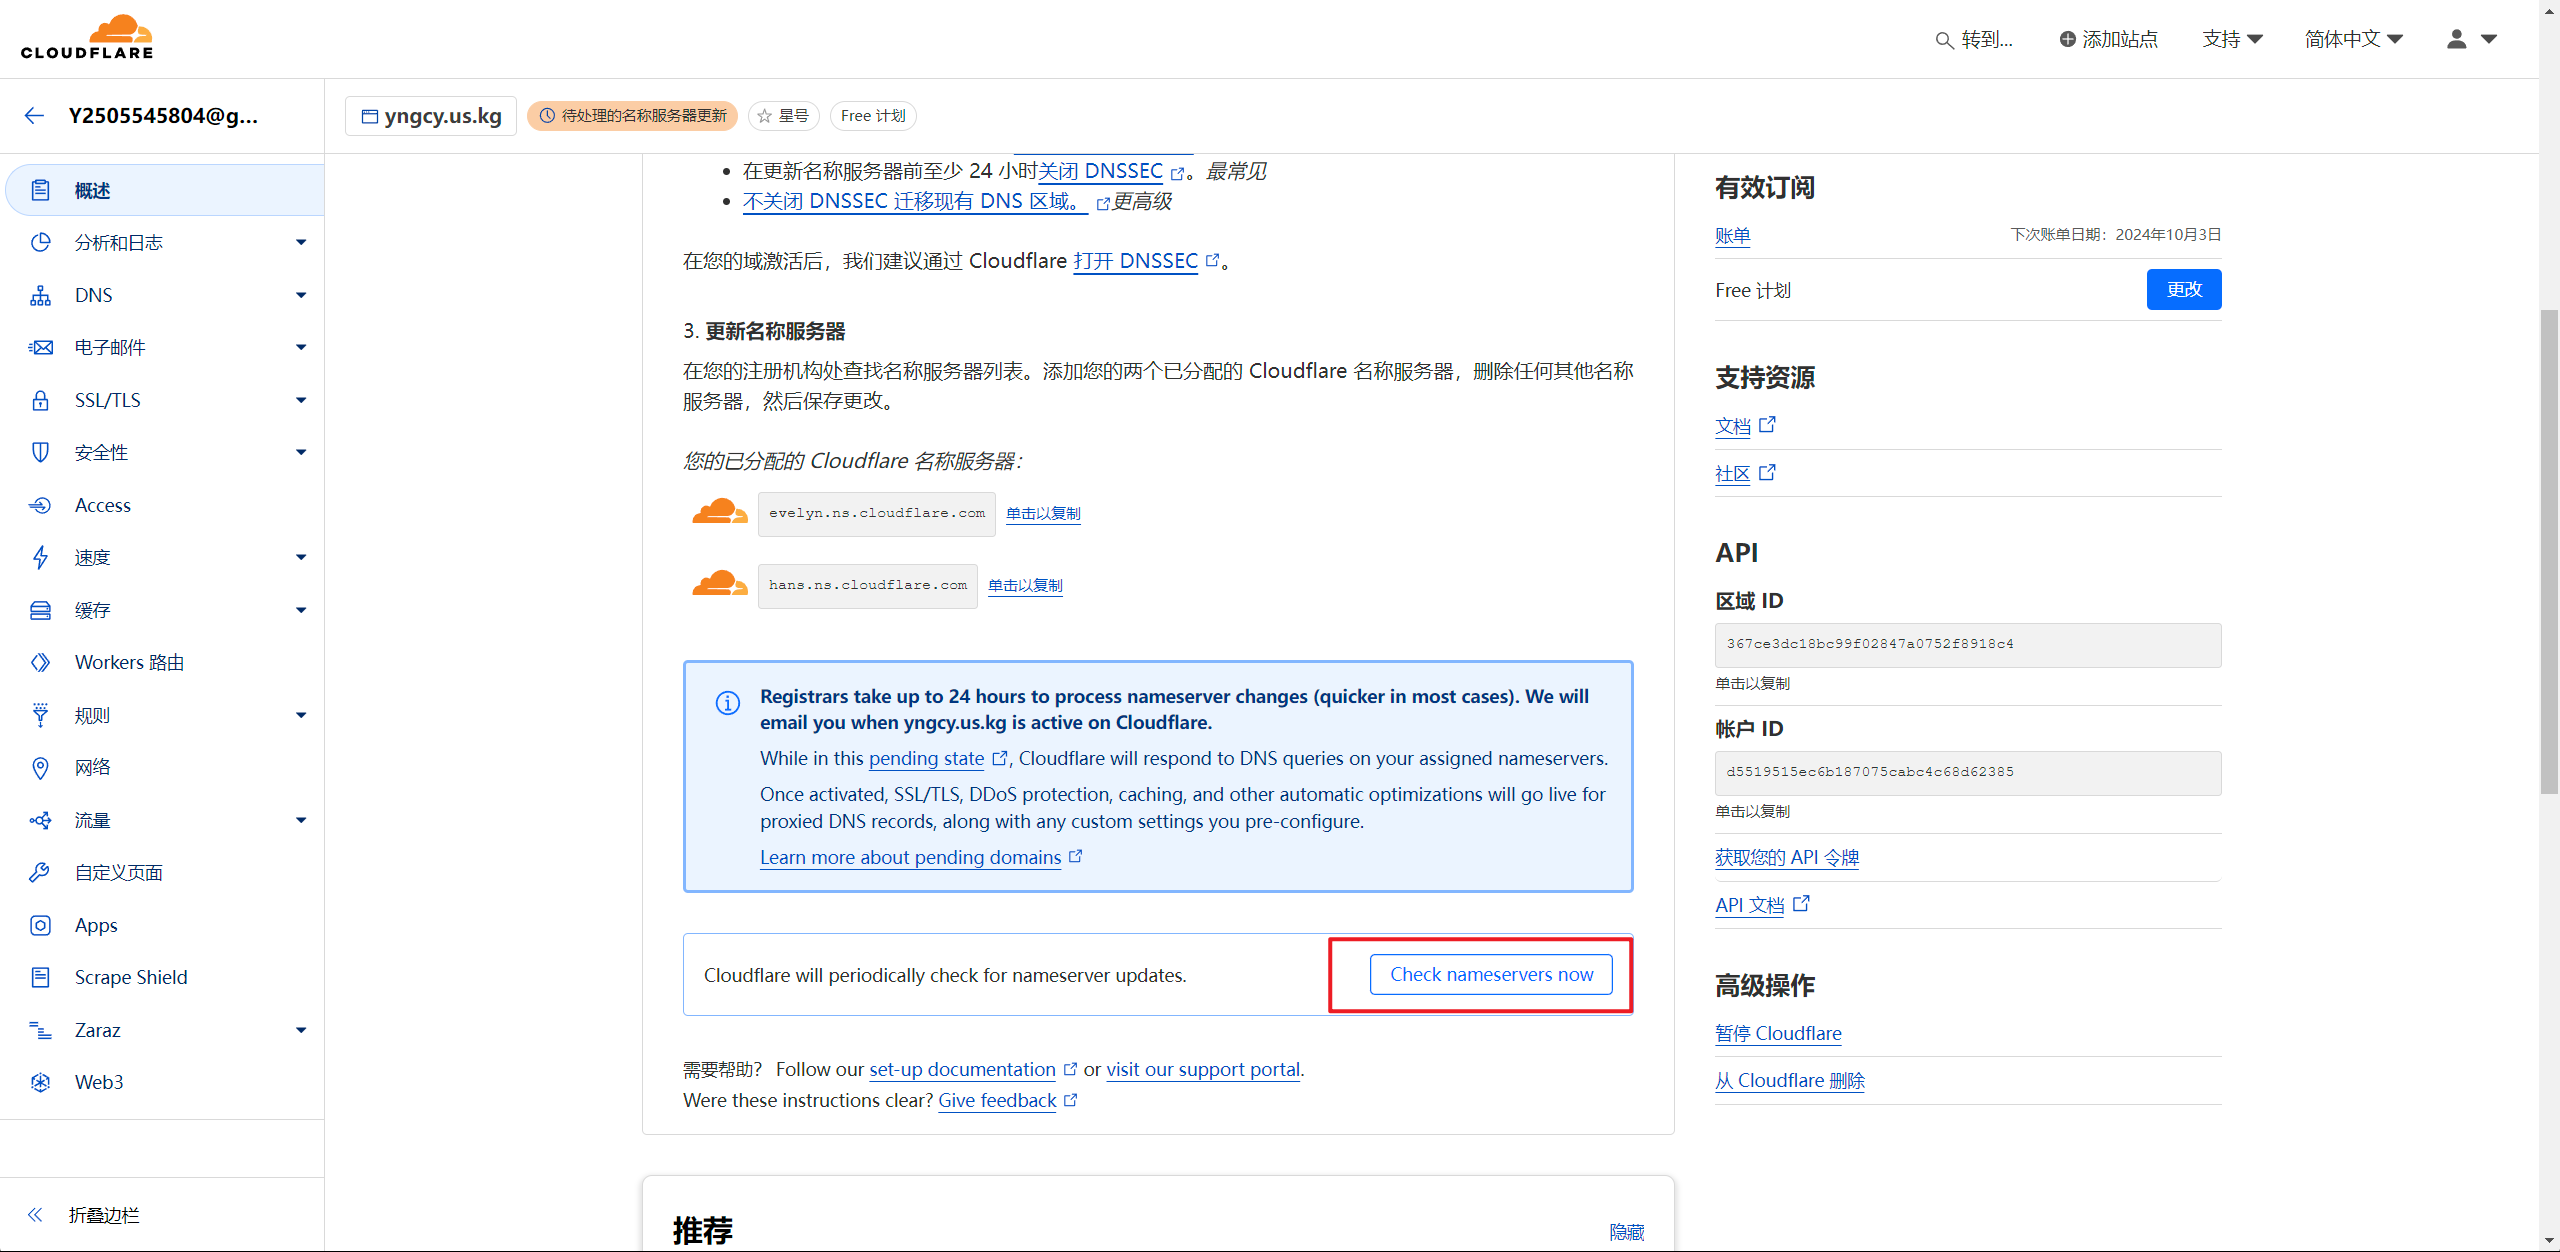 CLOUDFLARE
转到...
添加站点
支持
简体中文
Y2505545804@g...
yngcy.us.kg
待处理的名称服务器更新
星号
Free 计划
概述
分析和日志
DNS
电子邮件
SSL/TLS
安全性
Access
速度
缓存
Workers 路由
规则
网络
流量
自定义页面
Apps
Scrape Shield
Zaraz
Web3
折叠边栏
在更新名称服务器前至少 24 小时关闭 DNSSEC 。最常见
不关闭 DNSSEC 迁移现有 DNS 区域。 更高级
在您的域激活后，我们建议通过 Cloudflare 打开 DNSSEC 。
3. 更新名称服务器
在您的注册机构处查找名称服务器列表。添加您的两个已分配的 Cloudflare 名称服务器，删除任何其他名称
服务器，然后保存更改。
您的已分配的 Cloudflare 名称服务器：
evelyn.ns.cloudflare.com 单击以复制
hans.ns.cloudflare.com 单击以复制
Registrars take up to 24 hours to process nameserver changes (quicker in most cases). We will
email you when yngcy.us.kg is active on Cloudflare.
While in this pending state , Cloudflare will respond to DNS queries on your assigned nameservers.
Once activated, SSL/TLS, DDoS protection, caching, and other automatic optimizations will go live for
proxied DNS records, along with any custom settings you pre-configure.
Learn more about pending domains
Cloudflare will periodically check for nameserver updates.
Check nameservers now
需要帮助？ Follow our set-up documentation or visit our support portal.
Were these instructions clear? Give feedback
推荐
隐藏
有效订阅
账单
下次账单日期：2024年10月3日
Free 计划
更改
支持资源
文档
社区
API
区域 ID
367ce3dc18bc99f02847a0752f8918c4
单击以复制
帐户 ID
d5519515ec6b187075cabc4c68d62385
单击以复制
获取您的 API 令牌
API 文档
高级操作
暂停 Cloudflare
从 Cloudflare 删除